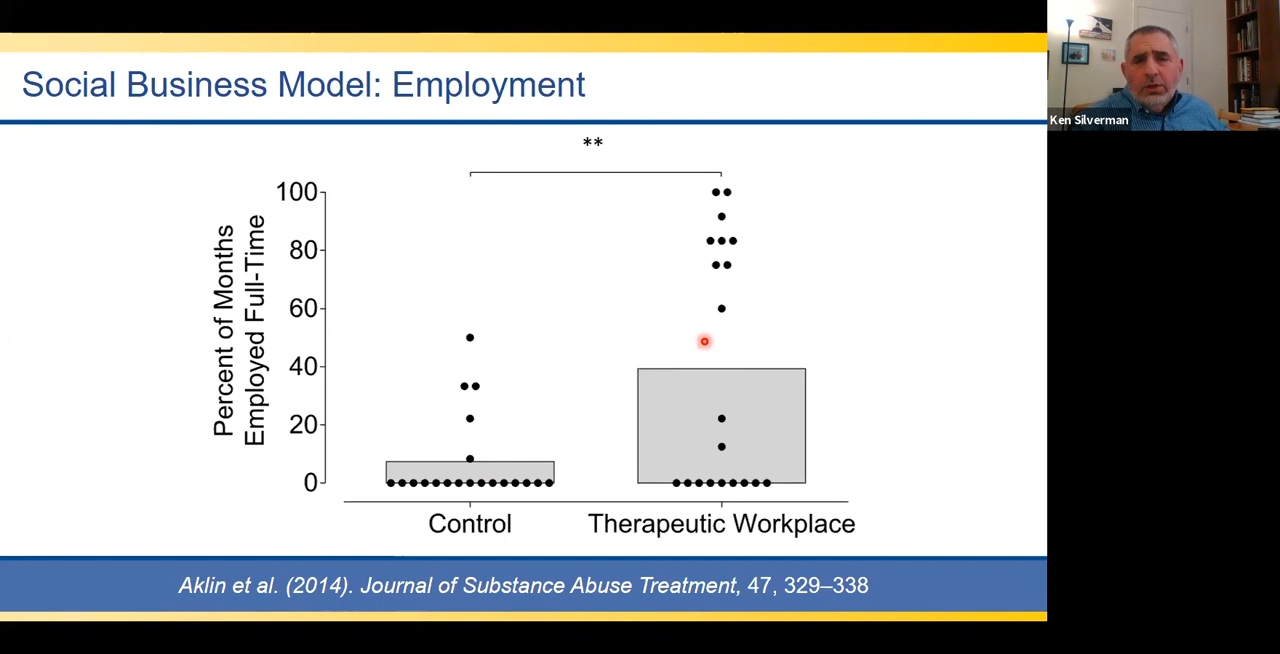 Social Business Model: Employment
Ken Silverman
**
Percent of Months
Employed Full-Time
100
80
60
40
20
0
Control
Therapeutic Workplace
Aklin et al. (2014). Journal of Substance Abuse Treatment, 47, 329–338